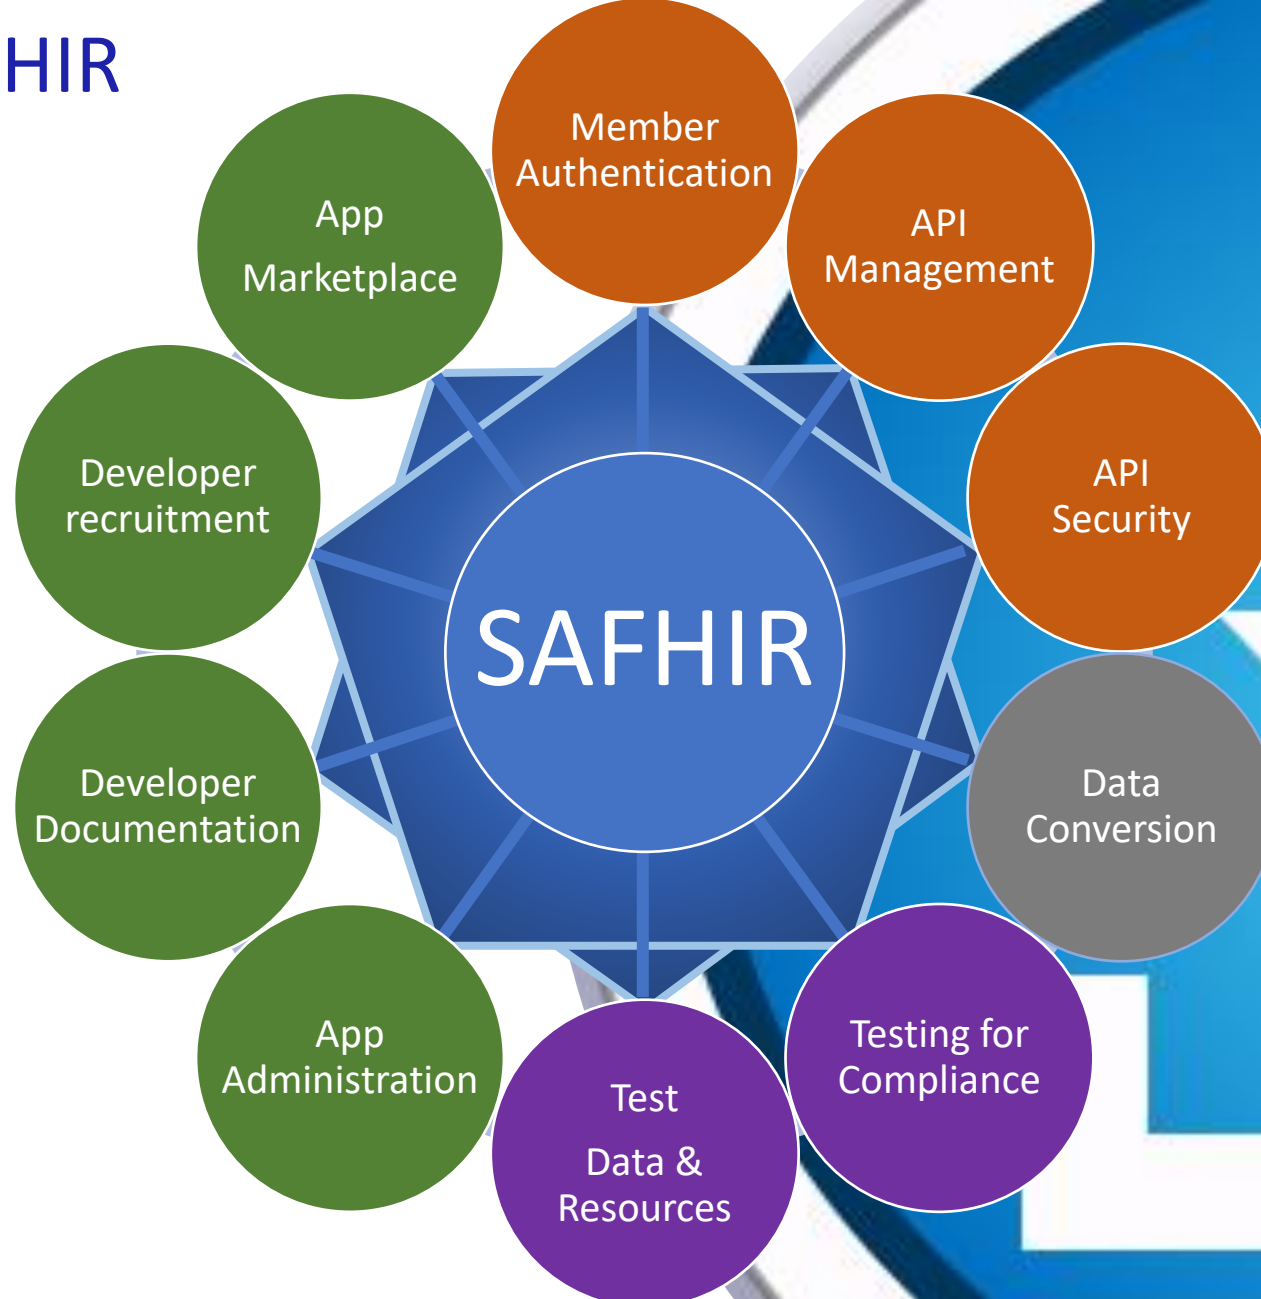 HIR
Member
Authentication
API
Management
API
Security
Data
Conversion
Testing for
Compliance
Test
Data &
Resources
App
Administration
Developer
Documentation
Developer
recruitment
App
Marketplace
SAFHIR